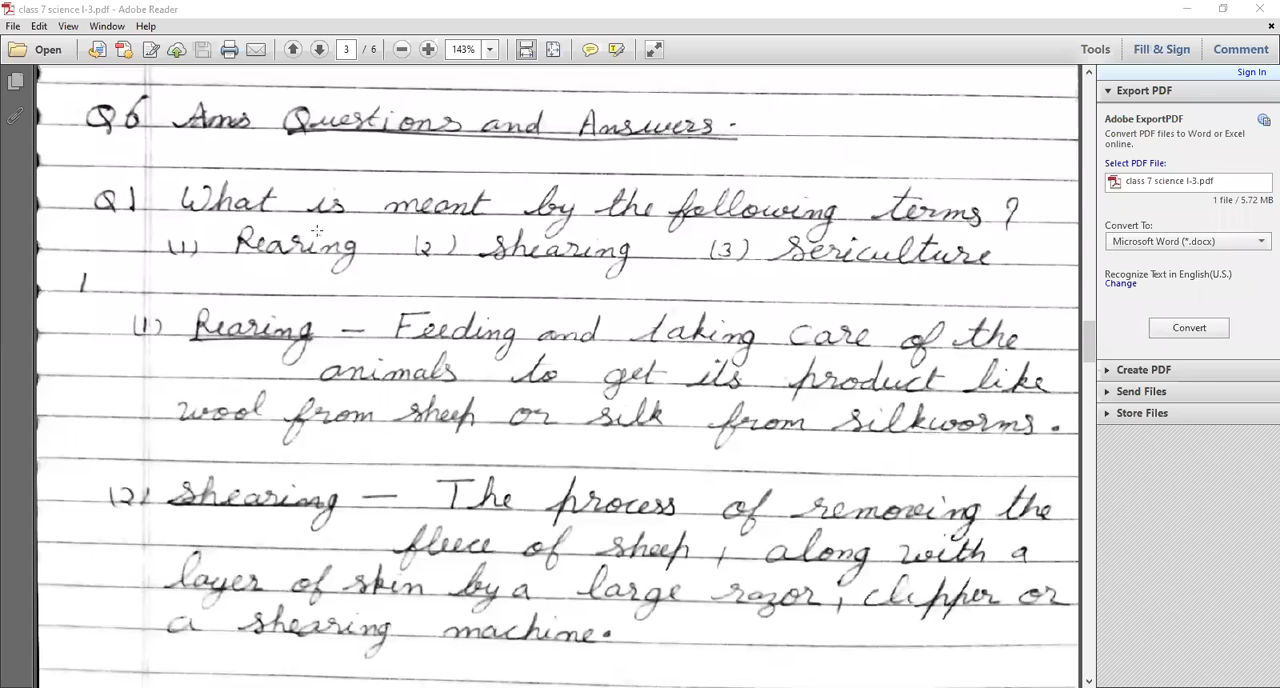 class 7 science I-3.pdf - Adobe Reader
File Edit View Window Help
Open 3 / 6 143% Tools Fill & Sign Comment
Sign In
Export PDF
Adobe ExportPDF
Convert PDF files to Word or Excel
online.
Select PDF File:
class 7 science I-3.pdf
1 file / 5.72 MB
Convert To:
Microsoft Word (*.docx)
Recognize Text in English(U.S.)
Change
Convert
Create PDF
Send Files
Store Files
Q6 Ans Questions and Answers.
Q1 What is meant by the following terms?
(1) Rearing (2) Shearing (3) Sericulture
1
(1) Rearing — Feeding and taking care of the
animals to get its product like
wool from sheep or silk from silkworms.
(2) Shearing — The process of removing the
fleece of sheep, along with a
layer of skin by a large razor, clipper or
a shearing machine.